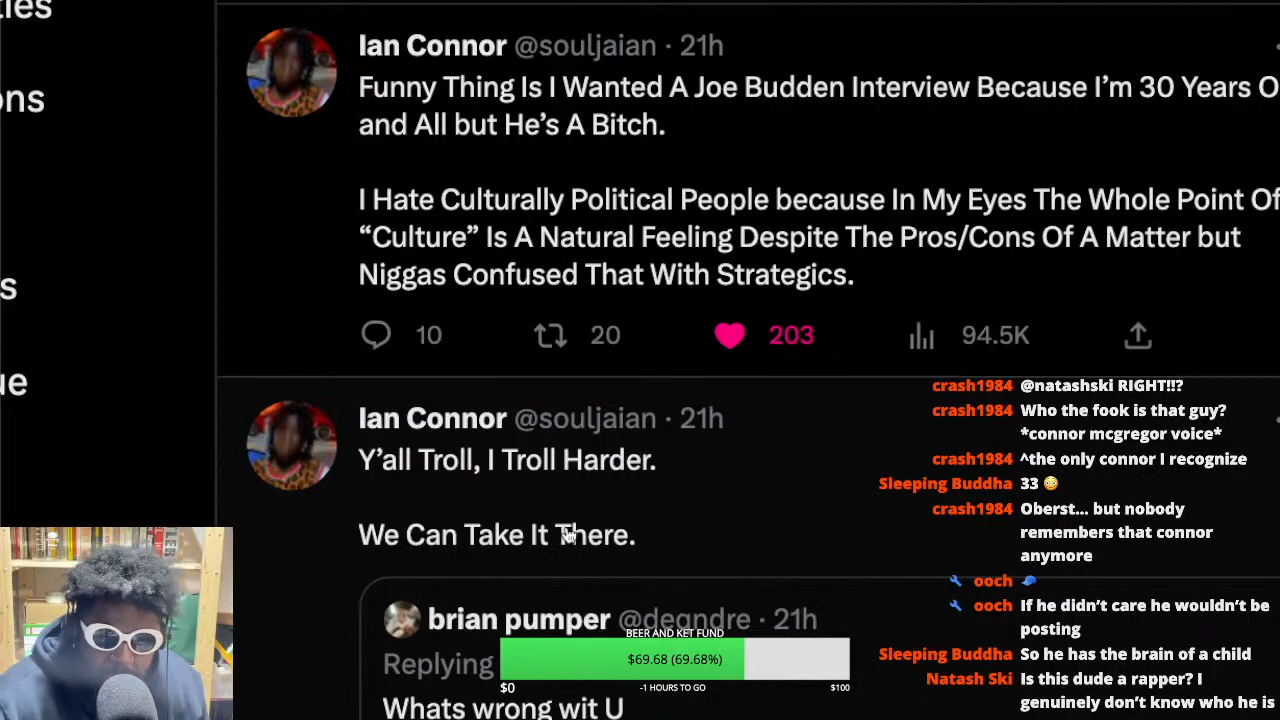 ties
ons
s
ue
Ian Connor @souljaian · 21h
Funny Thing Is I Wanted A Joe Budden Interview Because I'm 30 Years O
and All but He's A Bitch.
I Hate Culturally Political People because In My Eyes The Whole Point Of
“Culture” Is A Natural Feeling Despite The Pros/Cons Of A Matter but
Niggas Confused That With Strategics.
10 20 203 94.5K
Ian Connor @souljaian · 21h
Y'all Troll, I Troll Harder.
We Can Take It There.
brian pumper @degndre · 21h
Replying
Whats wrong wit U
BEER AND KET FUND
$69.68 (69.68%)
$0 -1 HOURS TO GO $100
crash1984 @natashski RIGHT!!?
crash1984 Who the fook is that guy?
*connor mcgregor voice*
crash1984 ^the only connor I recognize
Sleeping Buddha 33 😳
crash1984 Oberst... but nobody
remembers that connor
anymore
ooch 🧢
ooch If he didn't care he wouldn't be
posting
Sleeping Buddha So he has the brain of a child
Natash Ski Is this dude a rapper? I
genuinely don't know who he is